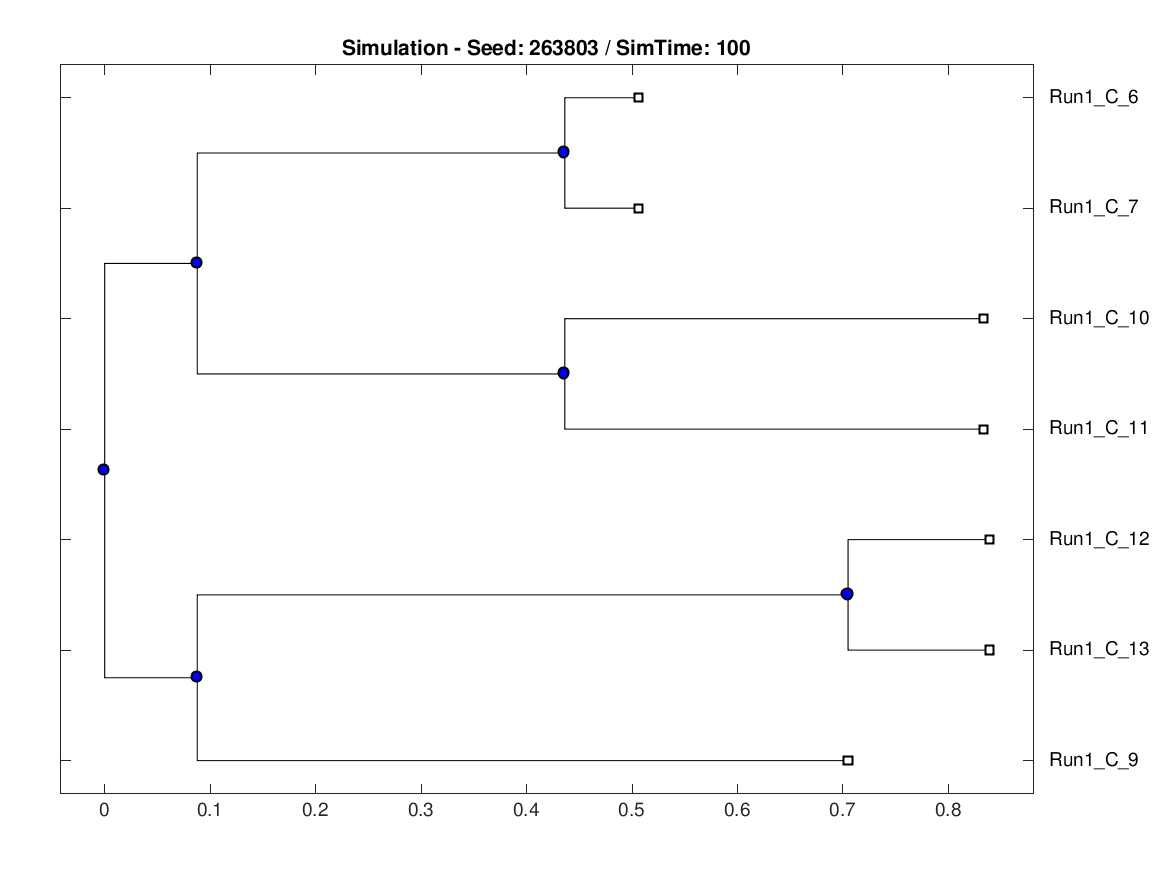 Simulation - Seed: 263803 / SimTime: 100
Run1_C_6
Run1_C_7
Run1_C_10
Run1_C_11
Run1_C_12
Run1_C_13
Run1_C_9
0 0.1 0.2 0.3 0.4 0.5 0.6 0.7 0.8